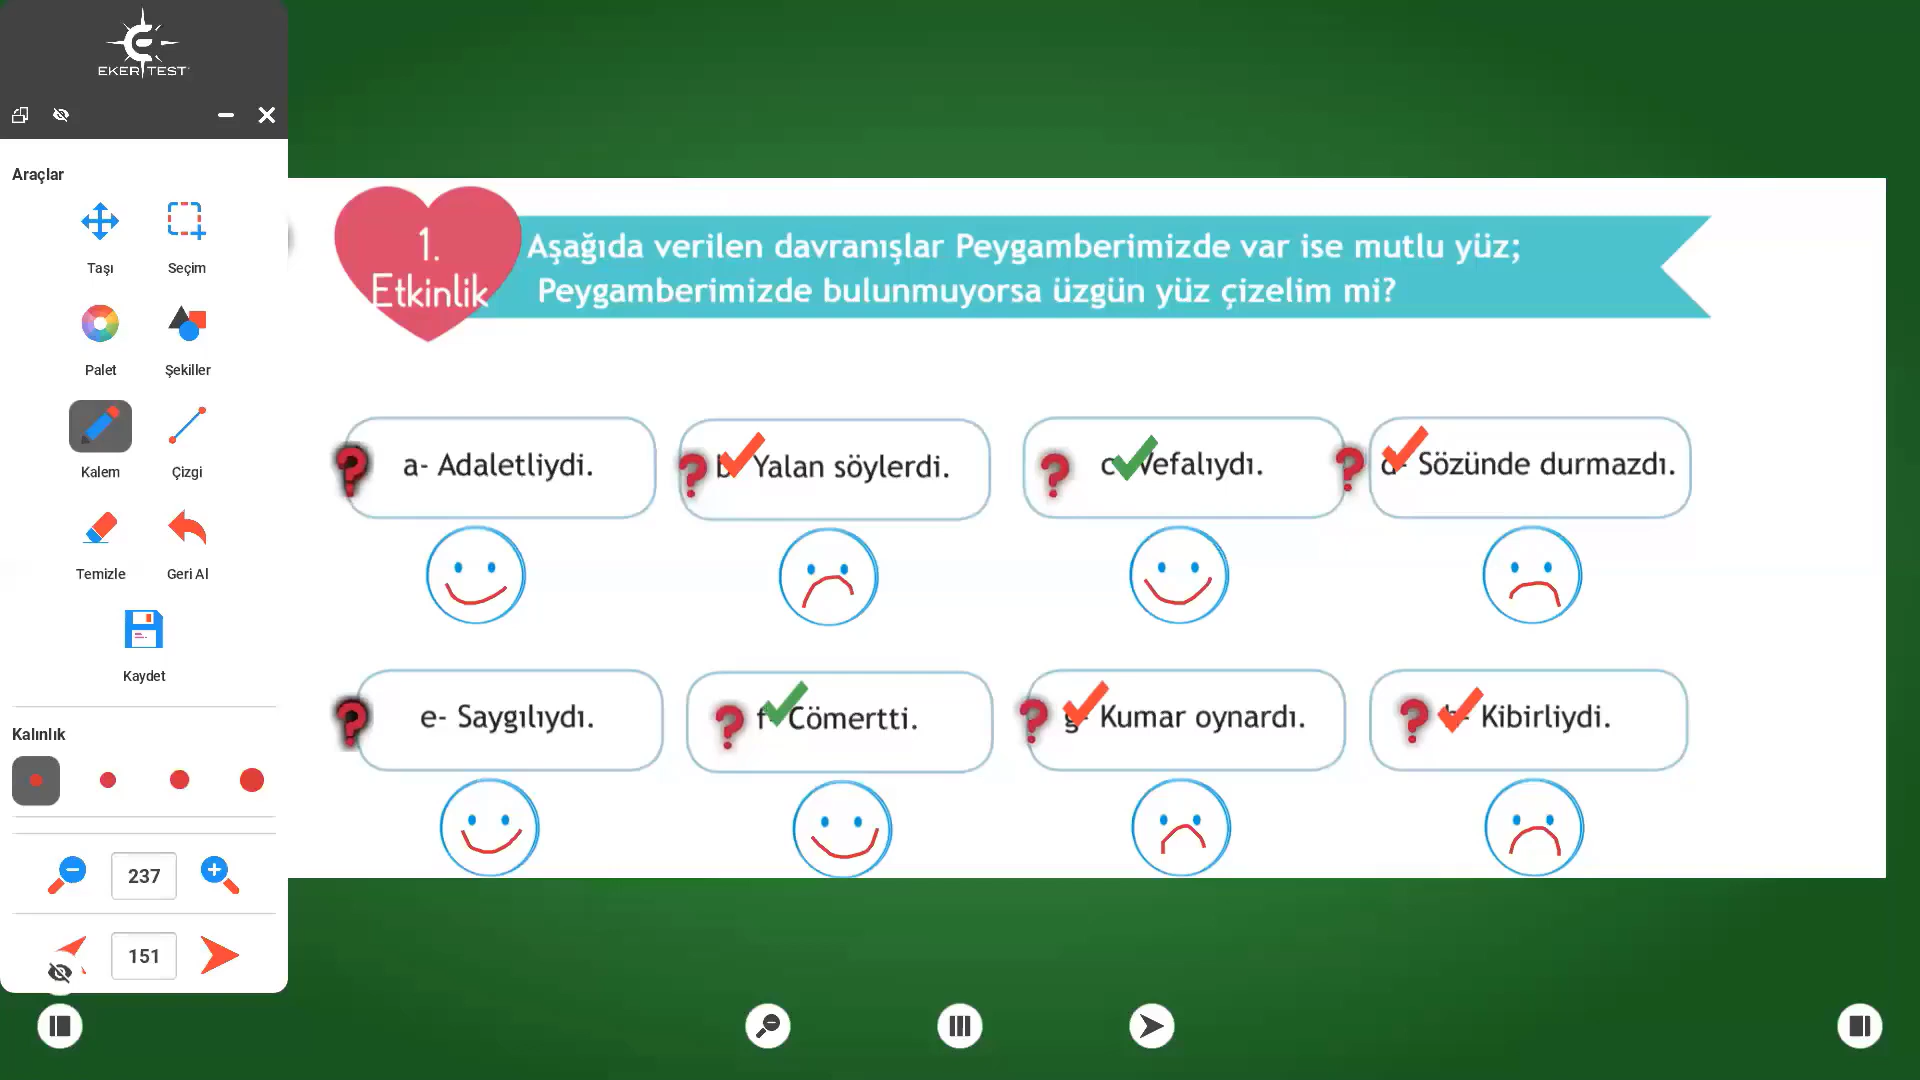 EKER TEST
Araçlar
Taşı
Seçim
Palet
Şekiller
Kalem
Çizgi
Temizle
Geri Al
Kaydet
Kalınlık
237
151
1.
Etkinlik
Aşağıda verilen davranışlar Peygamberimizde var ise mutlu yüz;
Peygamberimizde bulunmuyorsa üzgün yüz çizelim mi?
? a- Adaletliydi.
? b- Yalan söylerdi.
? c- Vefalıydı.
? d- Sözünde durmazdı.
? e- Saygılıydı.
? f- Cömertti.
? g- Kumar oynardı.
? h- Kibirliydi.